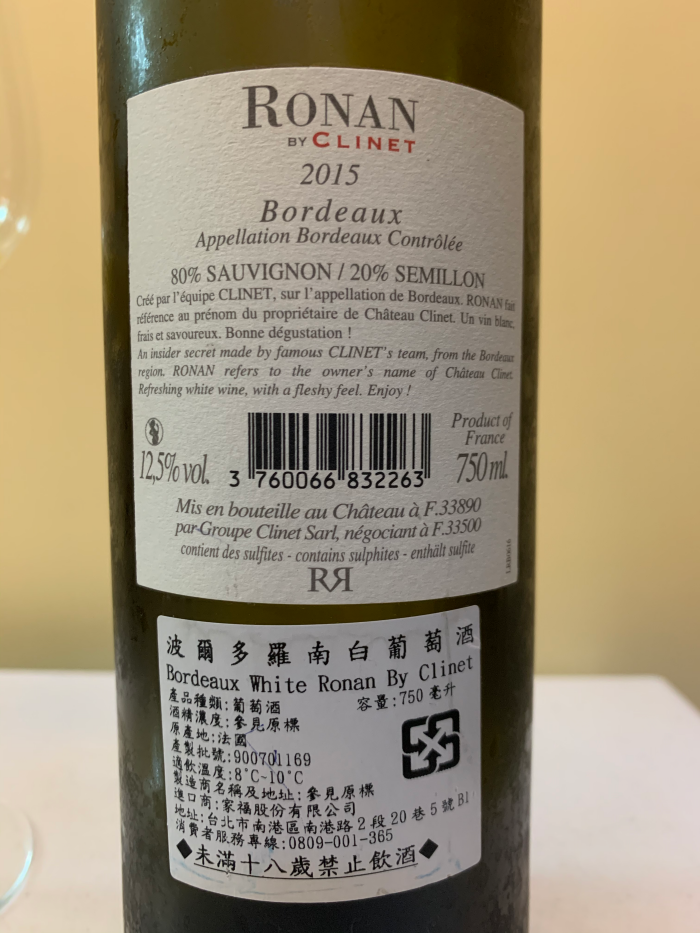 RONAN
BY CLINET
2015
Bordeaux
Appellation Bordeaux Contrôlée
80% SAUVIGNON / 20% SEMILLON
Créé par l'équipe CLINET, sur l'appellation de Bordeaux. RONAN fait
référence au prénom du propriétaire de Château Clinet. Un vin blanc,
frais et savoureux. Bonne dégustation !
An insider secret made by famous CLINET's team, from the Bordeaux
region. RONAN refers to the owner's name of Château Clinet.
Refreshing white wine, with a fleshy feel. Enjoy !
12,5% vol.
3 760066 832263
Product of
France
750 ml.
Mis en bouteille au Château à F.33890
par Groupe Clinet Sarl, négociant à F.33500
contient des sulfites - contains sulphites - enthält sulfite
RR
波爾多羅南白葡萄酒
Bordeaux White Ronan By Clinet
產品種類:葡萄酒 容量:750 毫升
酒精濃度:參見原標
原產地:法國
產製批號:900701169
適飲溫度:8˚C~10˚C
製造商名稱及地址:參見原標
進口商:家福股份有限公司
地址:台北市南港區南港路2段20巷5號B1
消費者服務專線:0809-001-365
◆未滿十八歲禁止飲酒◆